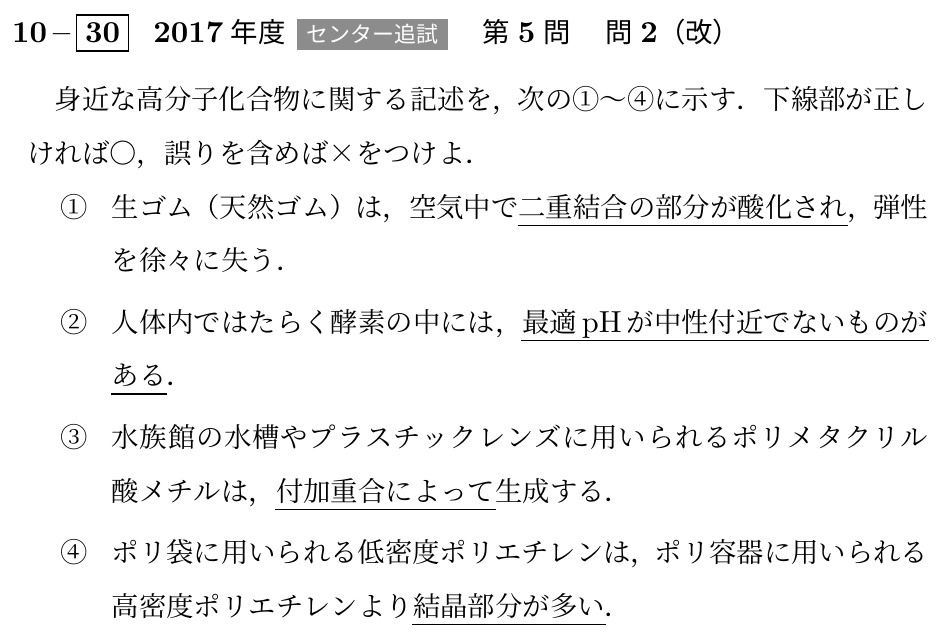 10－30 2017 年度 センター追試 第 5 問 問 2（改）
身近な高分子化合物に関する記述を，次の①～④に示す．下線部が正し
ければ○，誤りを含めば×をつけよ．
① 生ゴム（天然ゴム）は，空気中で二重結合の部分が酸化され，弾性
を徐々に失う．
② 人体内ではたらく酵素の中には，最適 pH が中性付近でないものが
ある．
③ 水族館の水槽やプラスチックレンズに用いられるポリメタクリル
酸メチルは，付加重合によって生成する．
④ ポリ袋に用いられる低密度ポリエチレンは，ポリ容器に用いられる
高密度ポリエチレンより結晶部分が多い．